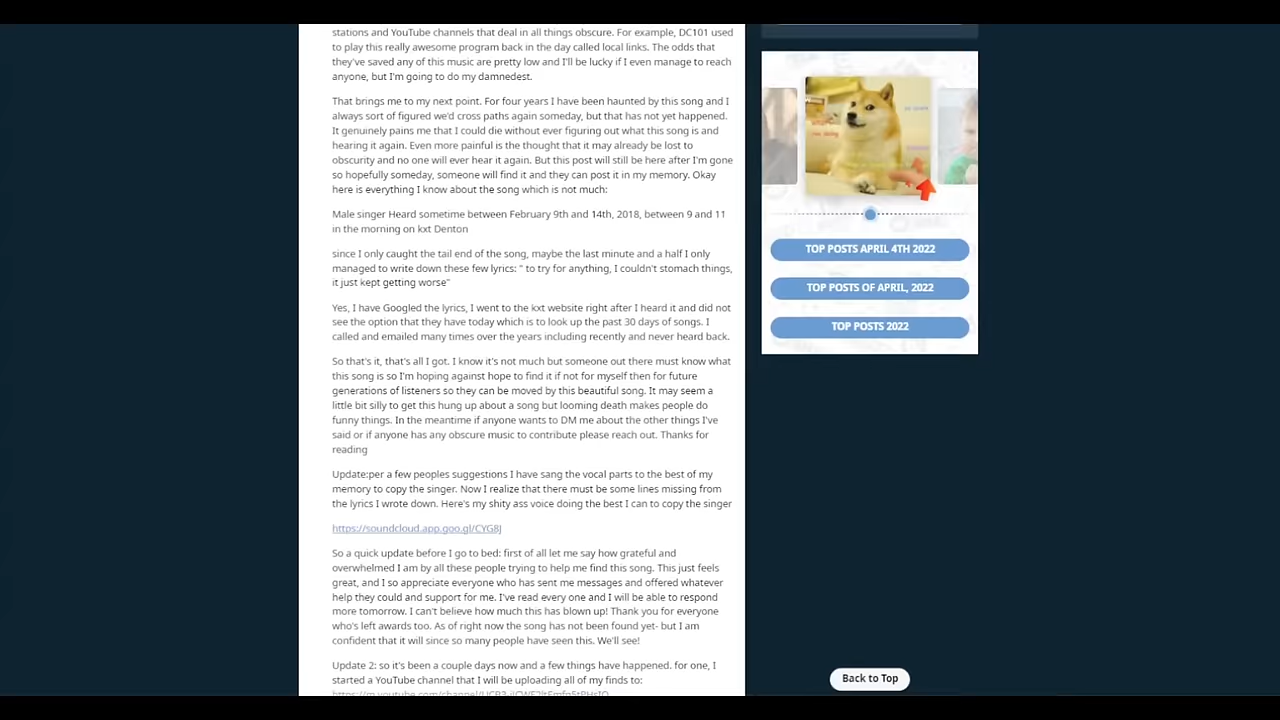 stations and YouTube channels that deal in all things obscure. For example, DC101 used
to play this really awesome program back in the day called local links. The odds that
they've saved any of this music are pretty low and I'll be lucky if I even manage to reach
anyone, but I'm going to do my damnedest.
That brings me to my next point. For four years I have been haunted by this song and I
always sort of figured we'd cross paths again someday, but that has not yet happened.
It genuinely pains me that I could die without ever figuring out what this song is and
hearing it again. Even more painful is the thought that it may already be lost to
obscurity and no one will ever hear it again. But this post will still be here after I'm gone
so hopefully someday, someone will find it and they can post it in my memory. Okay
here is everything I know about the song which is not much:
Male singer Heard sometime between February 9th and 14th, 2018, between 9 and 11
in the morning on kxt Denton
since I only caught the tail end of the song, maybe the last minute and a half I only
managed to write down these few lyrics: " to try for anything, I couldn't stomach things,
it just kept getting worse"
Yes, I have Googled the lyrics, I went to the kxt website right after I heard it and did not
see the option that they have today which is to look up the past 30 days of songs. I
called and emailed many times over the years including recently and never heard back.
So that's it, that's all I got. I know it's not much but someone out there must know what
this song is so I'm hoping against hope to find it if not for myself then for future
generations of listeners so they can be moved by this beautiful song. It may seem a
little bit silly to get this hung up about a song but looming death makes people do
funny things. In the meantime if anyone wants to DM me about the other things I've
said or if anyone has any obscure music to contribute please reach out. Thanks for
reading
Update:per a few peoples suggestions I have sang the vocal parts to the best of my
memory to copy the singer. Now I realize that there must be some lines missing from
the lyrics I wrote down. Here's my shity ass voice doing the best I can to copy the singer
https://soundcloud.app.goo.gl/CYG8J
So a quick update before I go to bed: first of all let me say how grateful and
overwhelmed I am by all these people trying to help me find this song. This just feels
great, and I so appreciate everyone who has sent me messages and offered whatever
help they could and support for me. I've read every one and I will be able to respond
more tomorrow. I can't believe how much this has blown up! Thank you for everyone
who's left awards too. As of right now the song has not been found yet- but I am
confident that it will since so many people have seen this. We'll see!
Update 2: so it's been a couple days now and a few things have happened. for one, I
started a YouTube channel that I will be uploading all of my finds to:
TOP POSTS APRIL 4TH 2022
TOP POSTS OF APRIL, 2022
TOP POSTS 2022
Back to Top